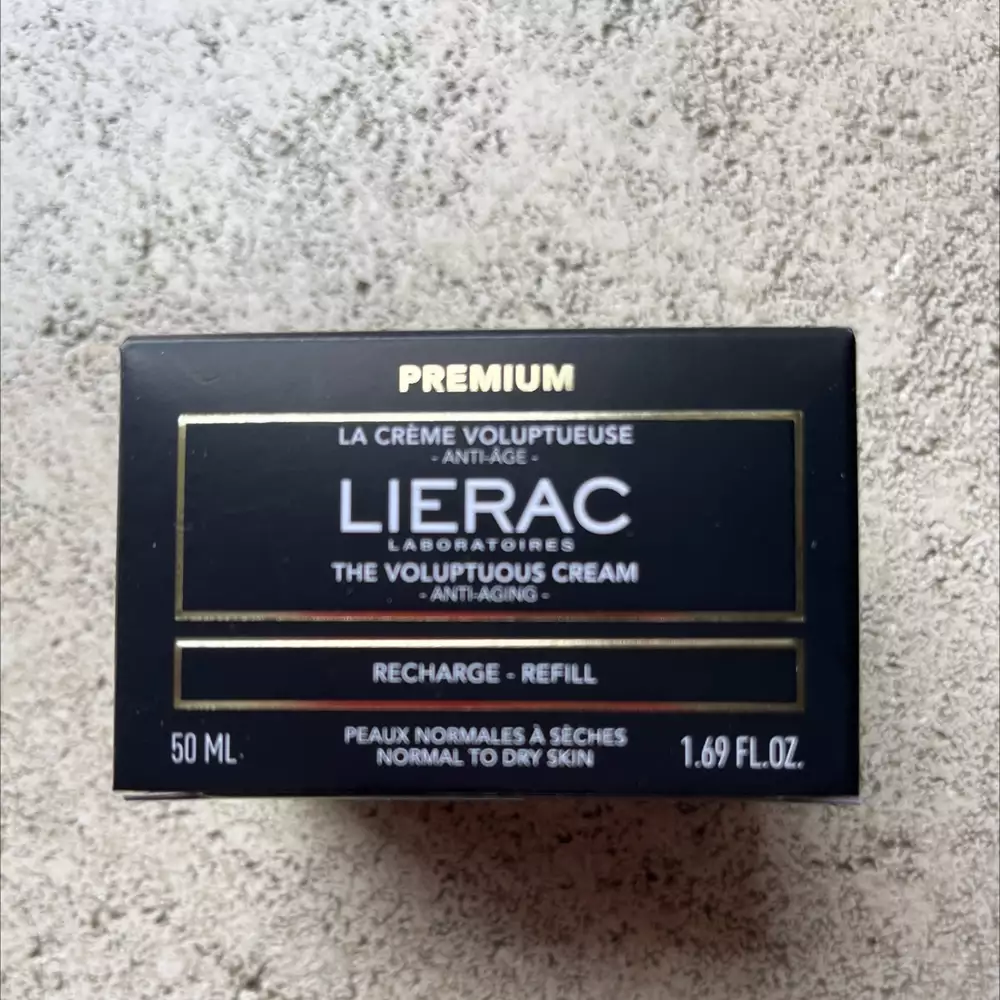 PREMIUM
LA CRÈME VOLUPTUEUSE
- ANTI-ÂGE -
LIERAC
LABORATOIRES
THE VOLUPTUOUS CREAM
- ANTI-AGING -
RECHARGE - REFILL
50 ML
PEAUX NORMALES À SÈCHES
NORMAL TO DRY SKIN
1.69 FL.OZ.